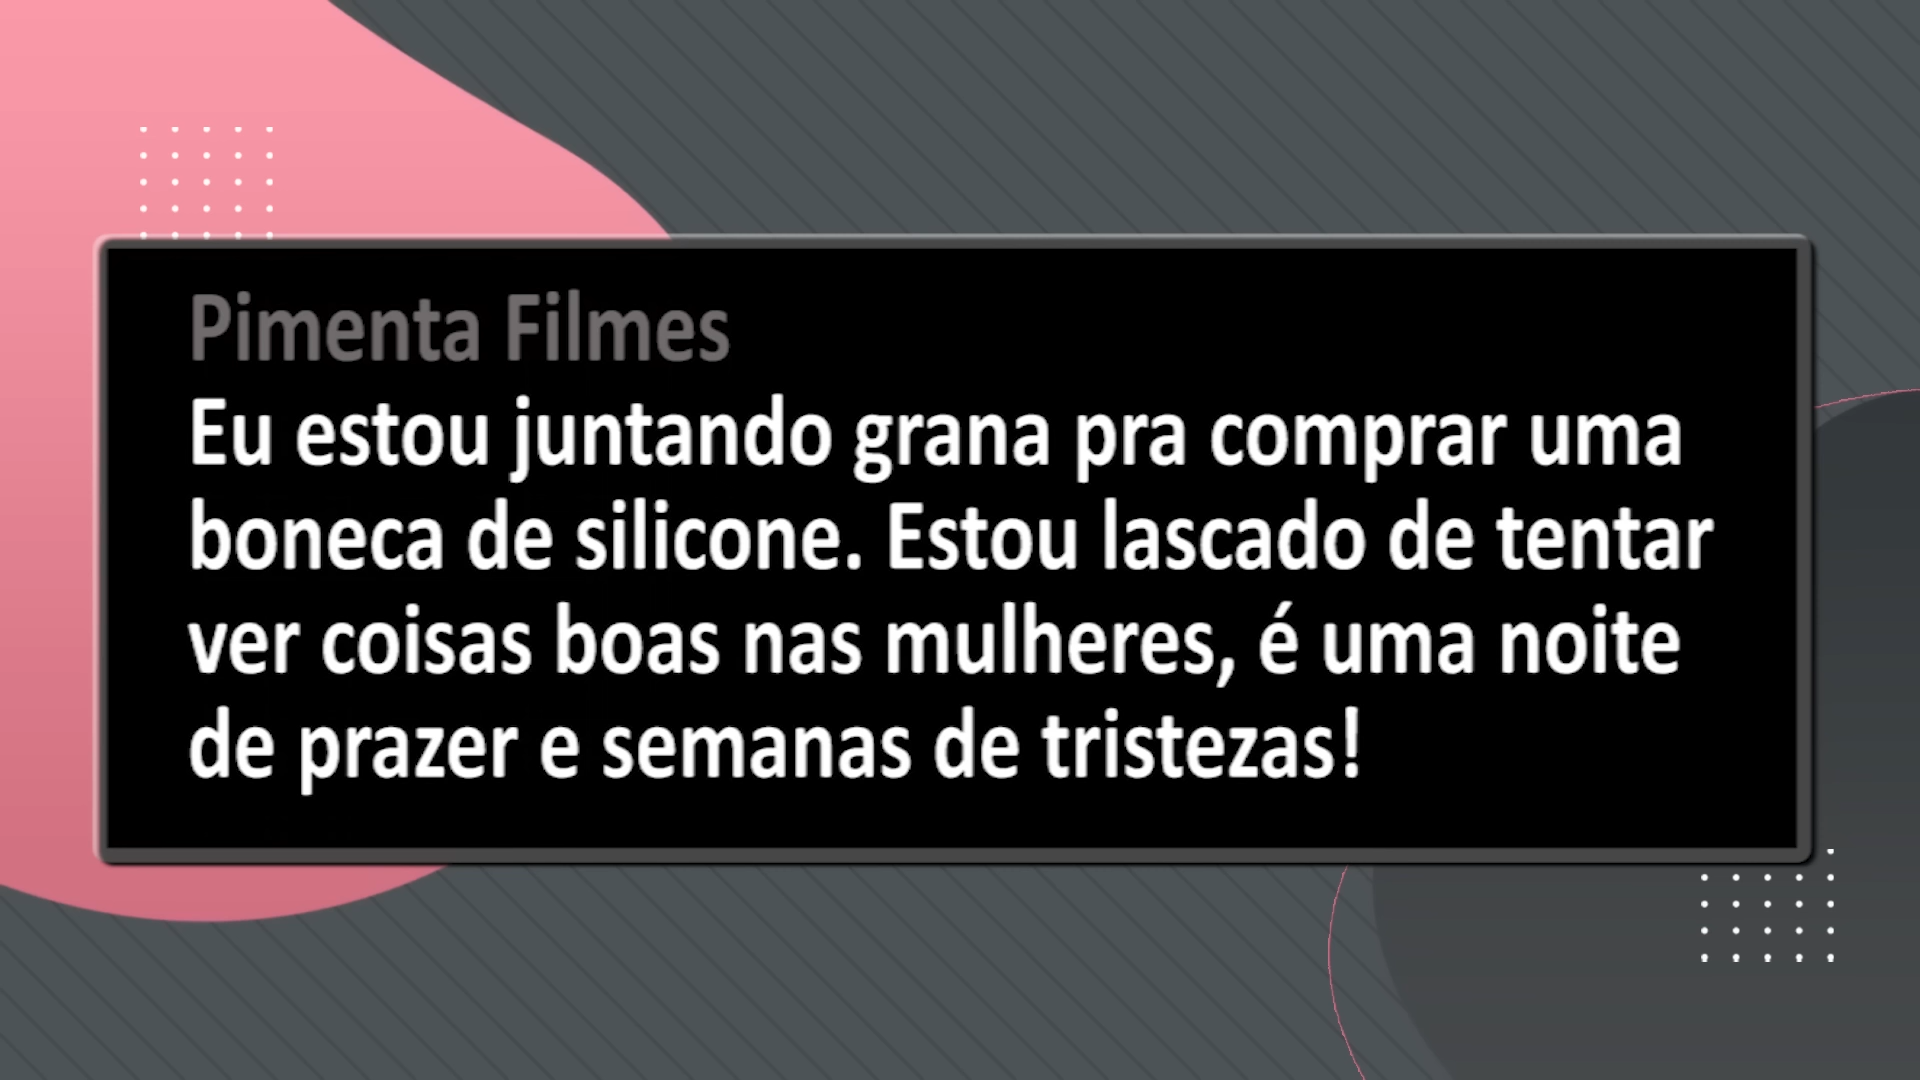 Pimenta Filmes
Eu estou juntando grana pra comprar uma
boneca de silicone. Estou lascado de tentar
ver coisas boas nas mulheres, é uma noite
de prazer e semanas de tristezas!